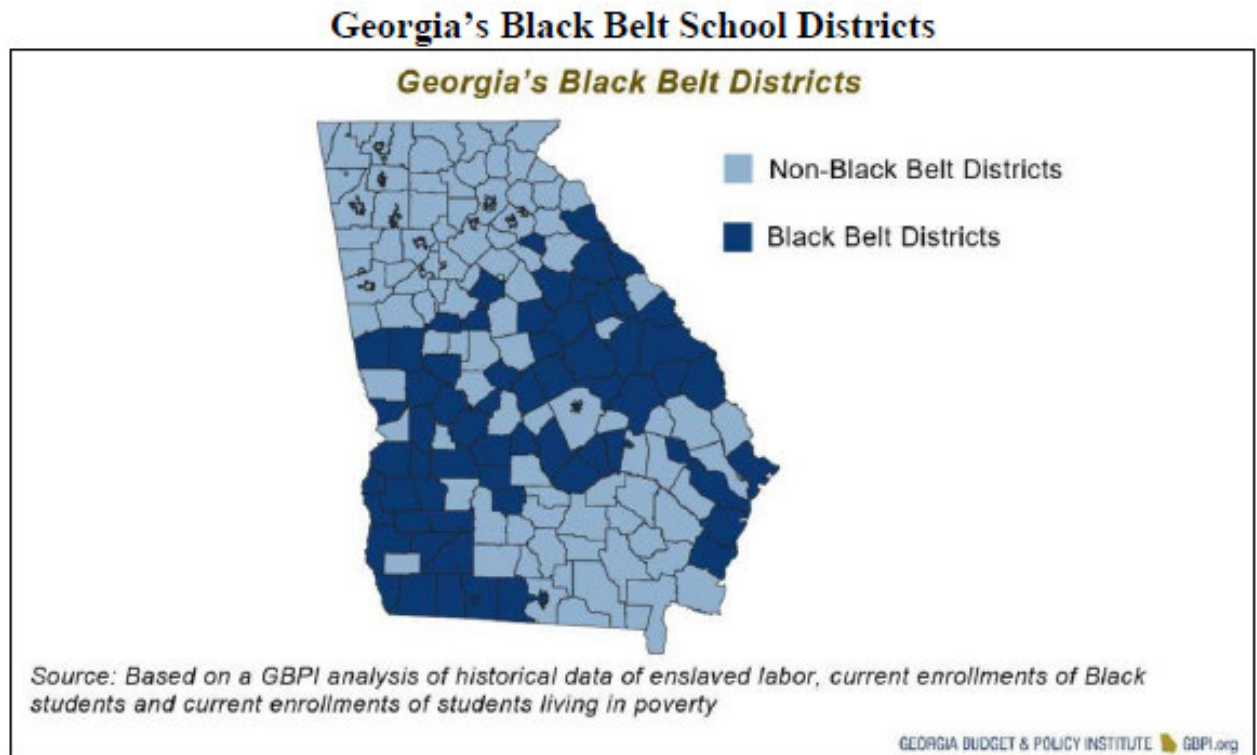 Georgia’s Black Belt School Districts
Georgia’s Black Belt Districts
Non-Black Belt Districts
Black Belt Districts
Source: Based on a GBPI analysis of historical data of enslaved labor, current enrollments of Black
students and current enrollments of students living in poverty
GEORGIA BUDGET & POLICY INSTITUTE GBPI.org